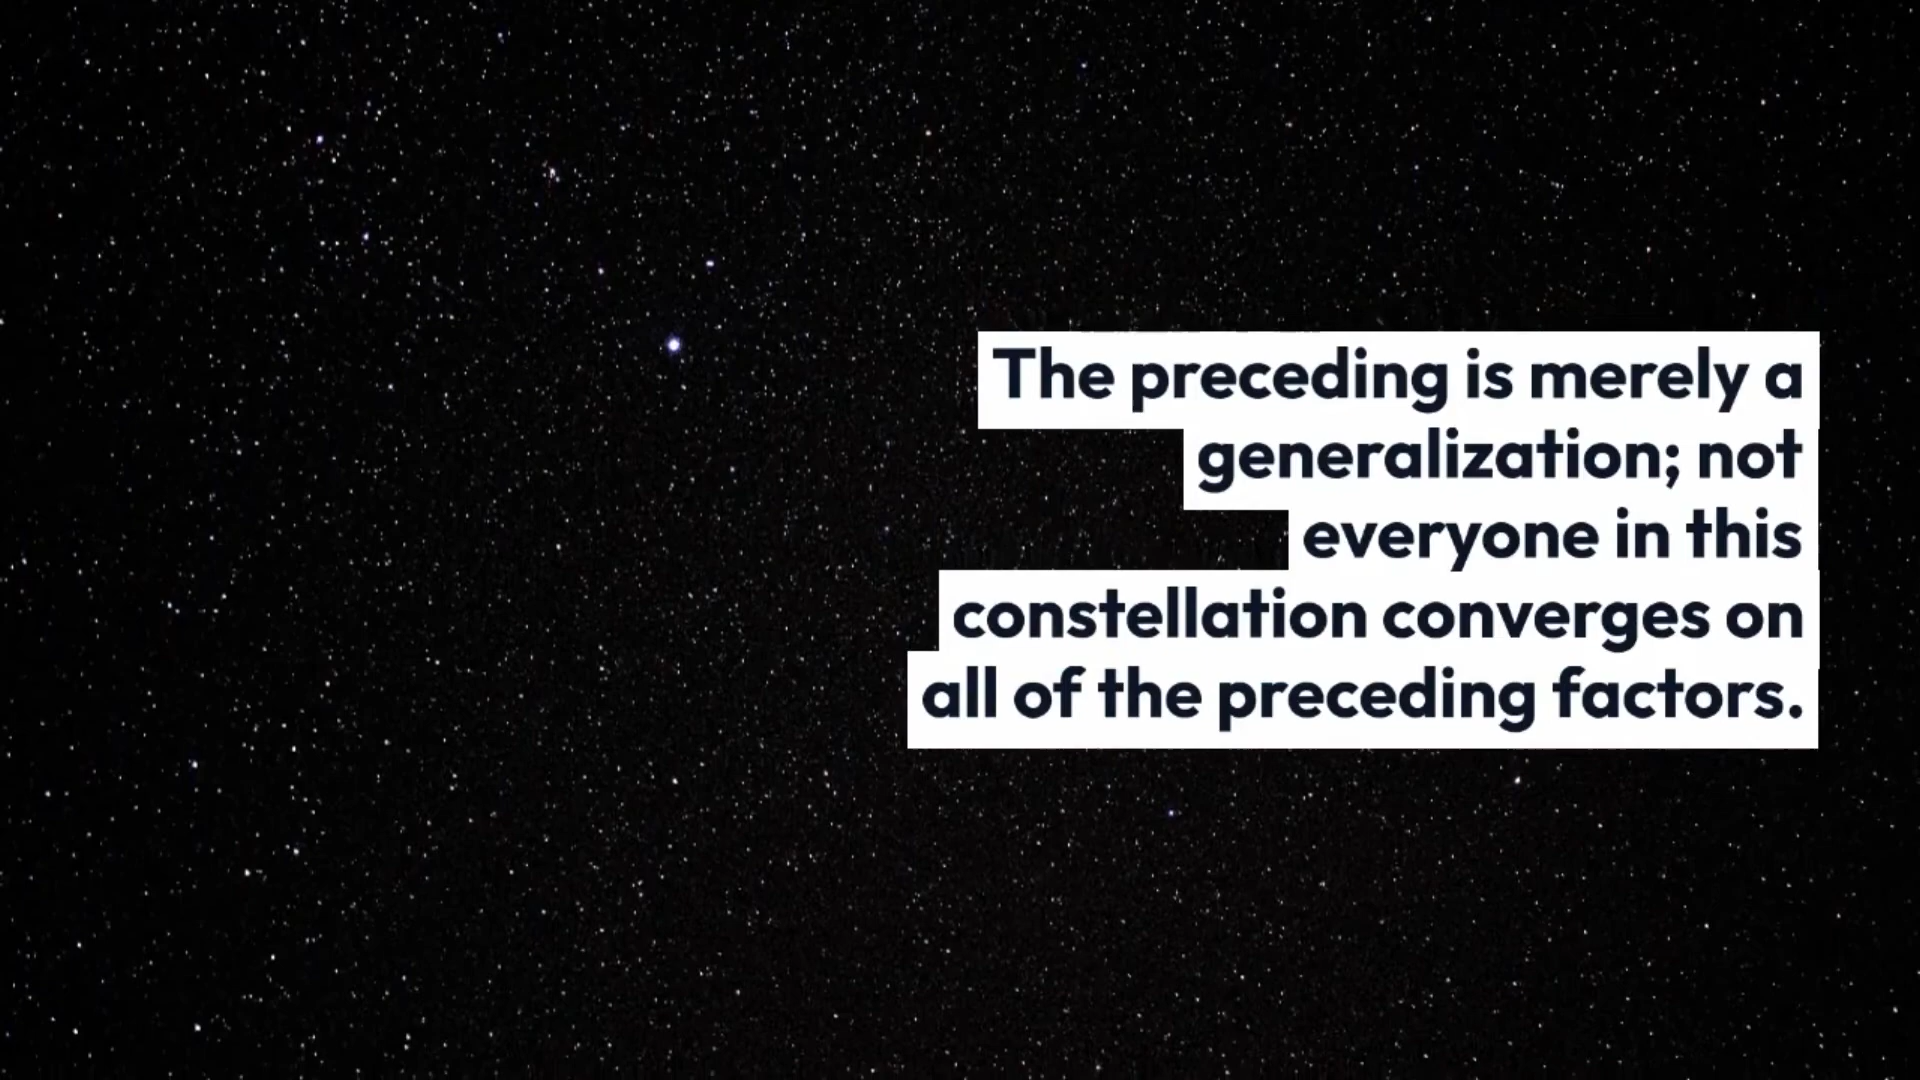 The preceding is merely a
generalization; not
everyone in this
constellation converges on
all of the preceding factors.